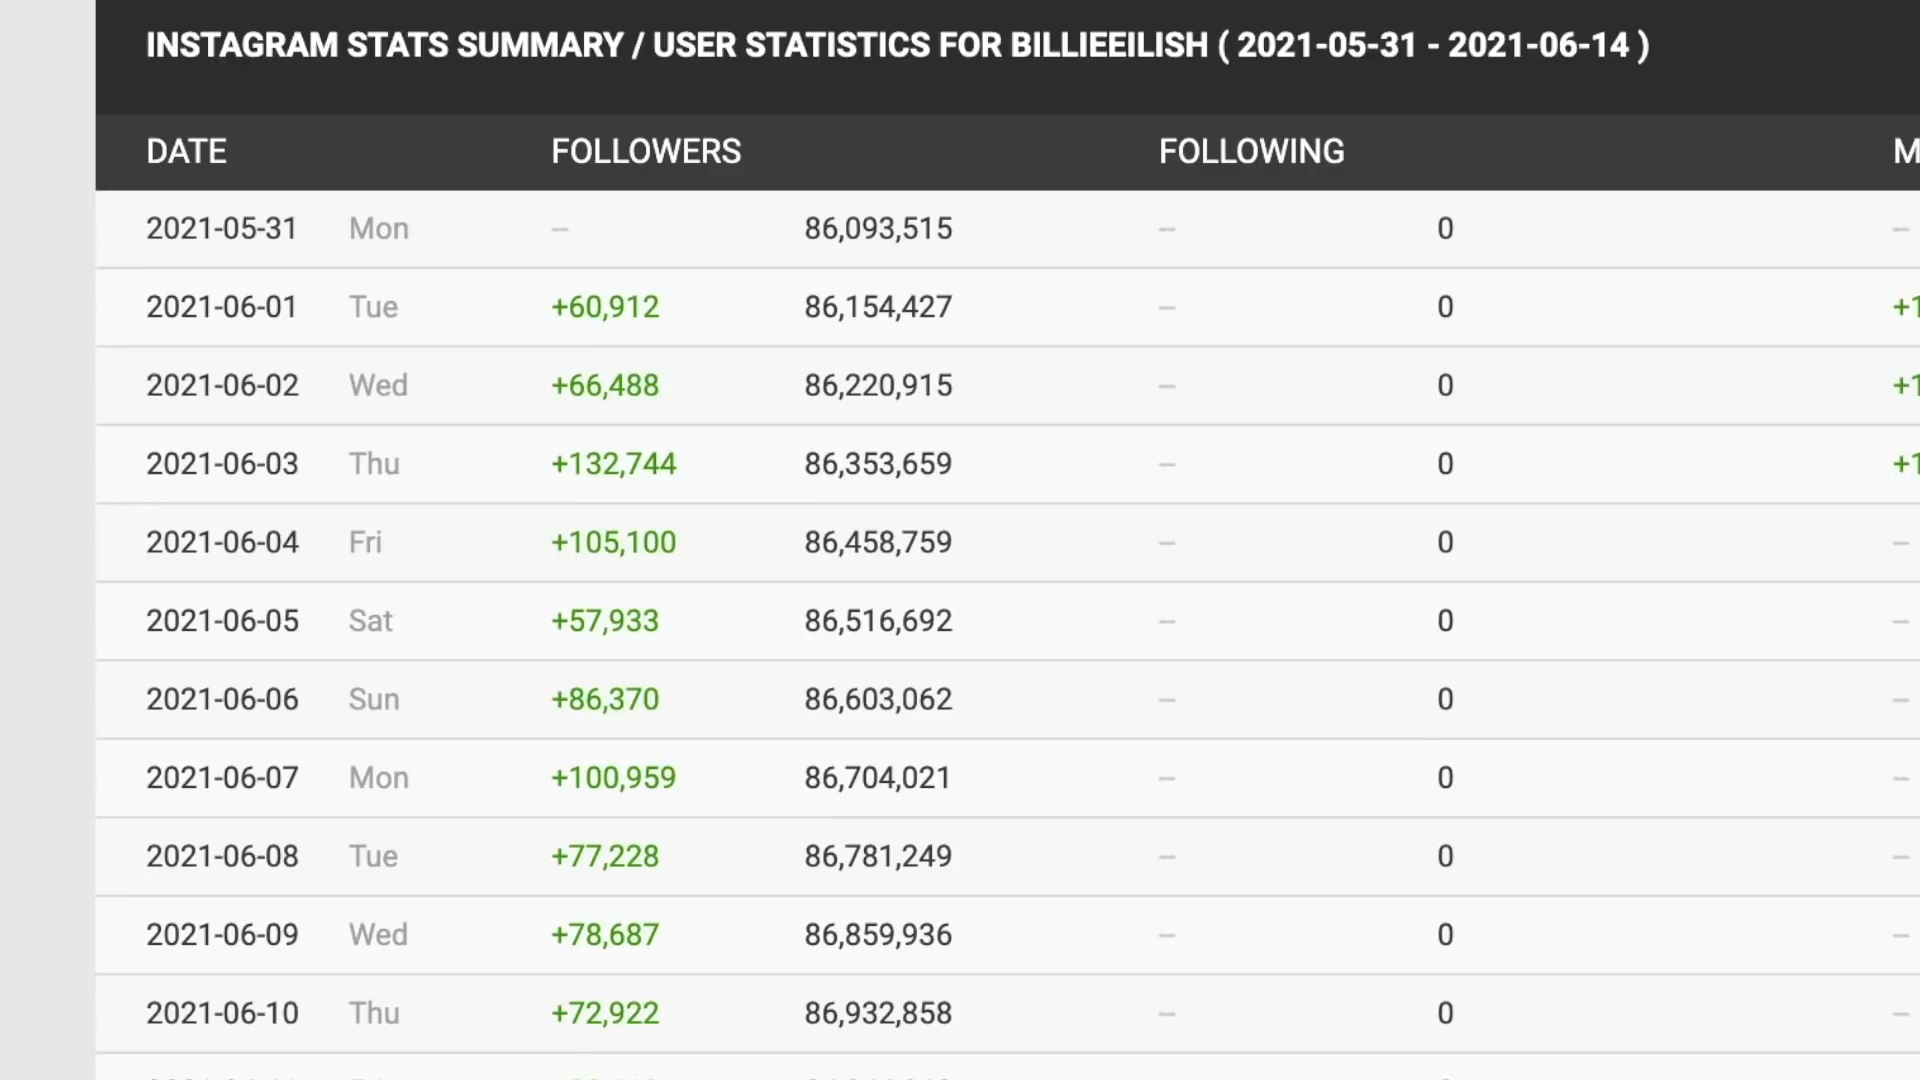 INSTAGRAM STATS SUMMARY / USER STATISTICS FOR BILLIEEILISH ( 2021-05-31 - 2021-06-14 )
DATE FOLLOWERS FOLLOWING M
2021-05-31 Mon -- 86,093,515 -- 0 --
2021-06-01 Tue +60,912 86,154,427 -- 0 +1
2021-06-02 Wed +66,488 86,220,915 -- 0 +1
2021-06-03 Thu +132,744 86,353,659 -- 0 +1
2021-06-04 Fri +105,100 86,458,759 -- 0 --
2021-06-05 Sat +57,933 86,516,692 -- 0 --
2021-06-06 Sun +86,370 86,603,062 -- 0 --
2021-06-07 Mon +100,959 86,704,021 -- 0 --
2021-06-08 Tue +77,228 86,781,249 -- 0 --
2021-06-09 Wed +78,687 86,859,936 -- 0 --
2021-06-10 Thu +72,922 86,932,858 -- 0 --